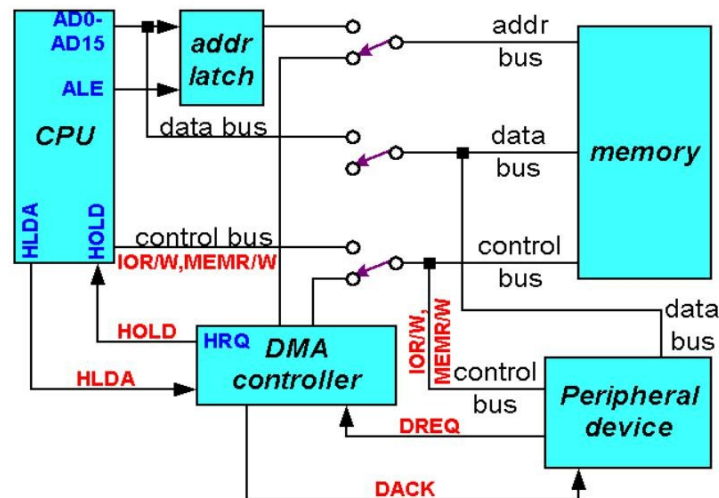 AD0-
AD15
addr
latch
addr
bus
ALE
CPU
data bus
data
bus
memory
HLDA
HOLD
control bus
IOR/W,MEMR/W
control
bus
HOLD
HRQ
DMA
controller
HLDA
IOR/W,
MEMR/W
control
bus
data
bus
Peripheral
device
DREQ
DACK